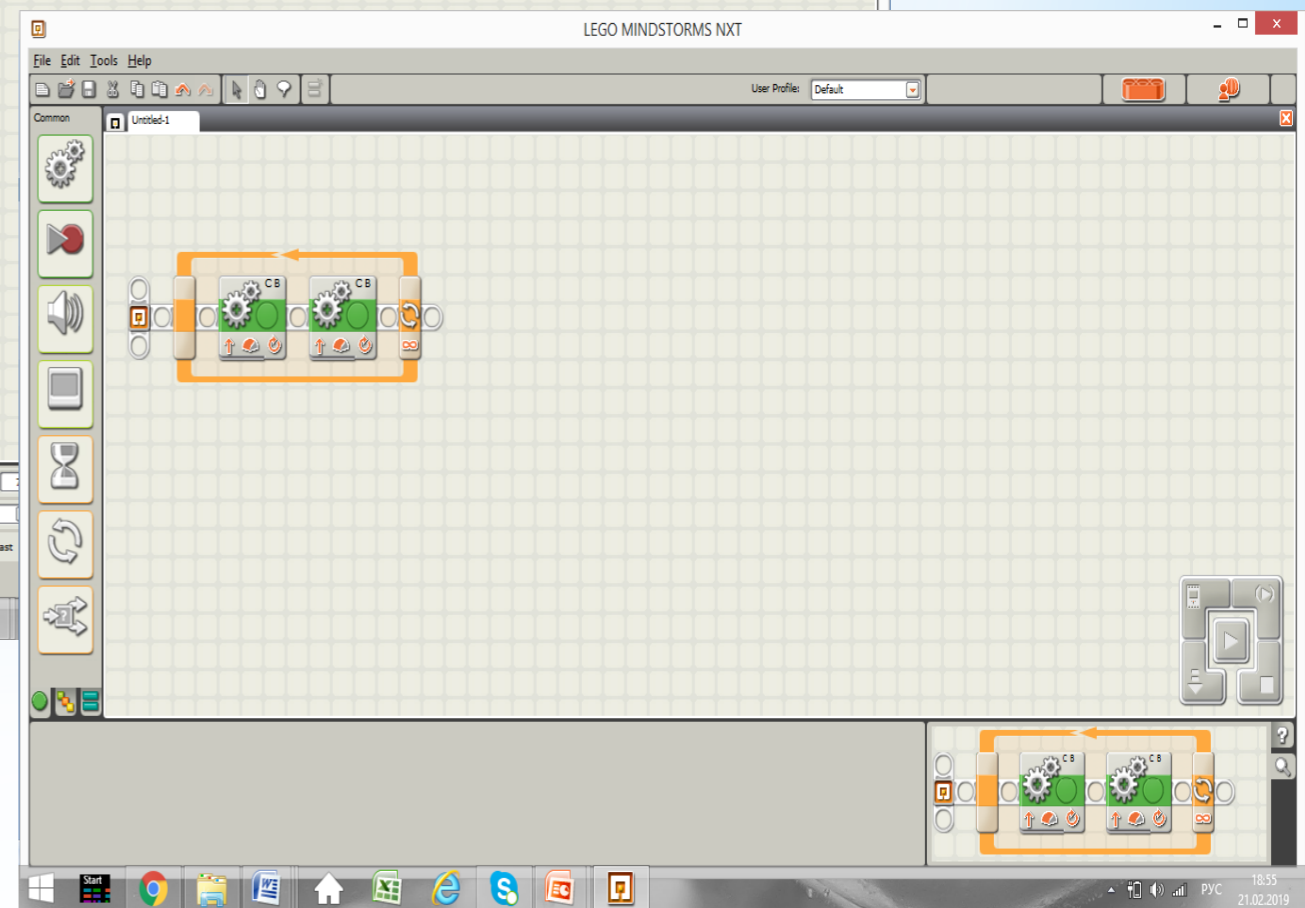 LEGO MINDSTORMS NXT
File Edit Tools Help
User Profile: Default
Common
Untitled-1
C B
C B
ast
C B
C B
?
Start
РУС
18:55
21.02.2019